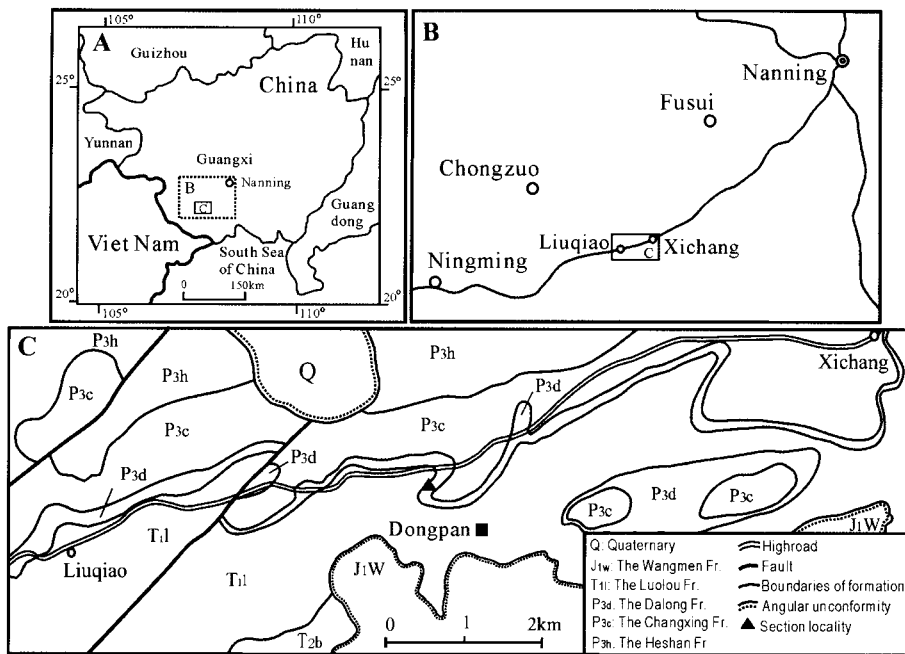 105° 110°
A
Guizhou
Hu
nan
25° 25°
China
Yunnan
Guangxi
B
Nanning
C
Guang
dong
Viet Nam
South Sea
of China
0 150km
20° 20°
105° 110°
B
Nanning
Fusui
Chongzuo
Liuqiao
Xichang
C
Ningming
C
P3h
P3c
P3h
Q
P3h
Xichang
P3d
P3c
P3c
P3d
P3d
P3c
P3d
P3c
T1l
Dongpan
J1W
Liuqiao
T1l
J1W
T2b
0 1 2km
Q: Quaternary
J1w: The Wangmen Fr.
T1l: The Luolou Fr.
P3d: The Dalong Fr.
P3c: The Changxing Fr.
P3h: The Heshan Fr
Highroad
Fault
Boundaries of formation
Angular unconformity
Section locality